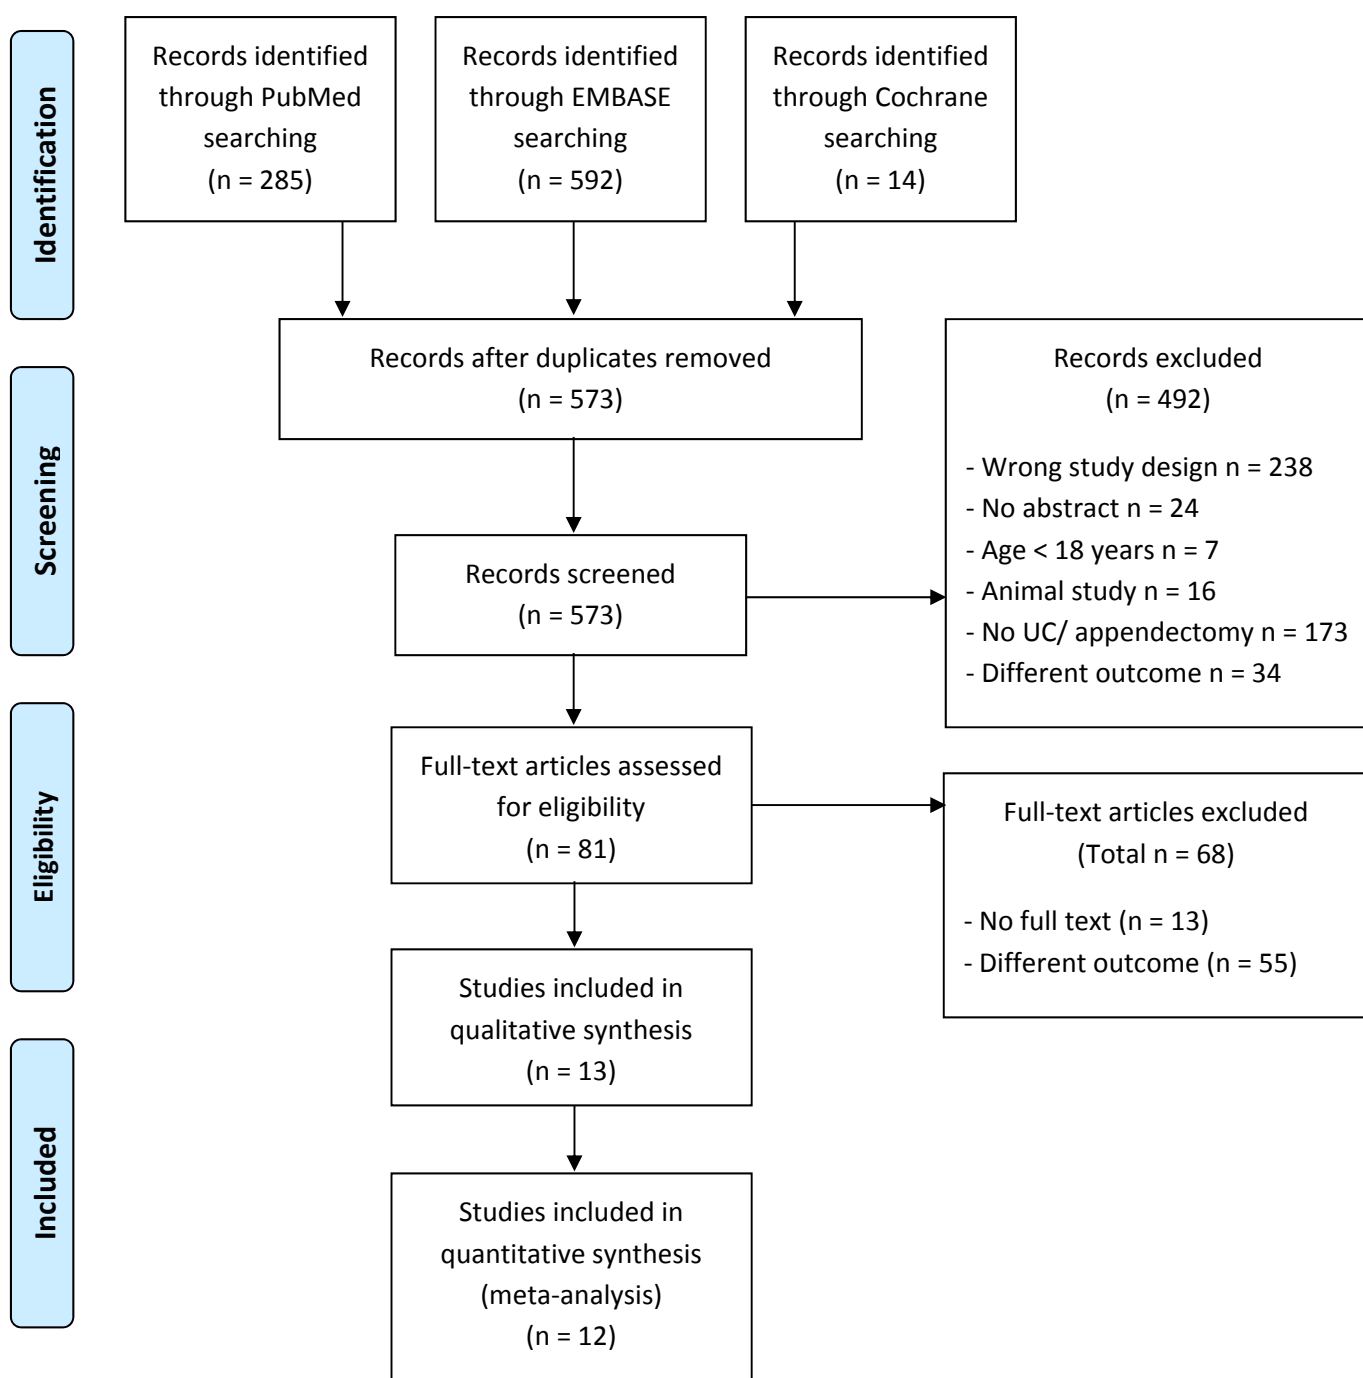 Identification
Records identified
through PubMed
searching
(n = 285)
Records identified
through EMBASE
searching
(n = 592)
Records identified
through Cochrane
searching
(n = 14)
Records after duplicates removed
(n = 573)
Screening
Records screened
(n = 573)
Records excluded
(n = 492)
- Wrong study design n = 238
- No abstract n = 24
- Age < 18 years n = 7
- Animal study n = 16
- No UC/ appendectomy n = 173
- Different outcome n = 34
Eligibility
Full-text articles assessed
for eligibility
(n = 81)
Full-text articles excluded
(Total n = 68)
- No full text (n = 13)
- Different outcome (n = 55)
Studies included in
qualitative synthesis
(n = 13)
Included
Studies included in
quantitative synthesis
(meta-analysis)
(n = 12)